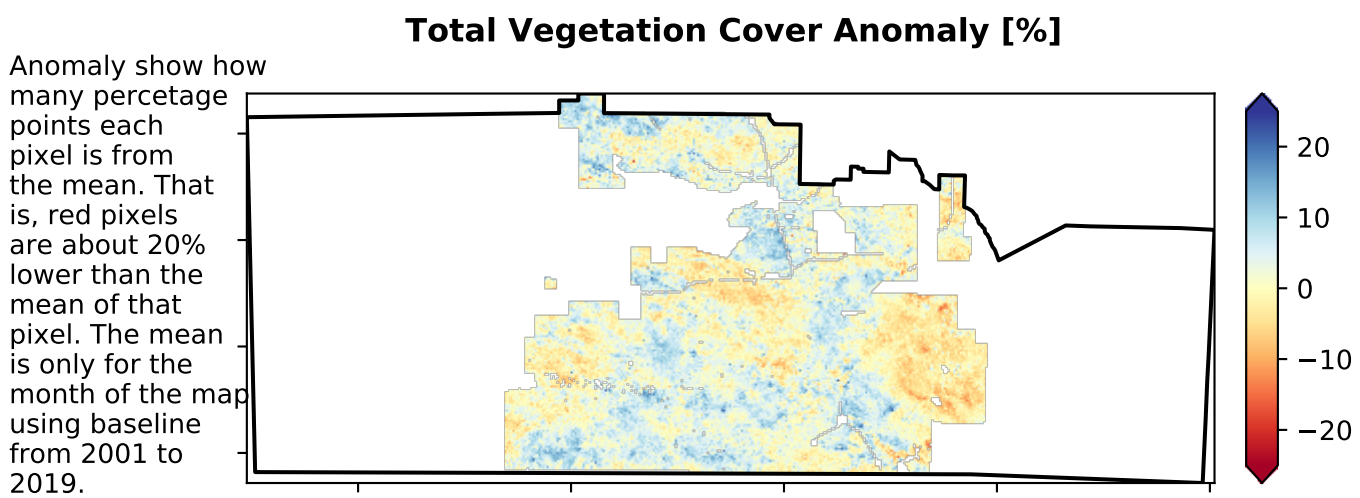 Total Vegetation Cover Anomaly [%]
Anomaly show how
many percetage
points each
pixel is from
the mean. That
is, red pixels
are about 20%
lower than the
mean of that
pixel. The mean
is only for the
month of the map
using baseline
from 2001 to
2019.
20
10
0
−10
−20